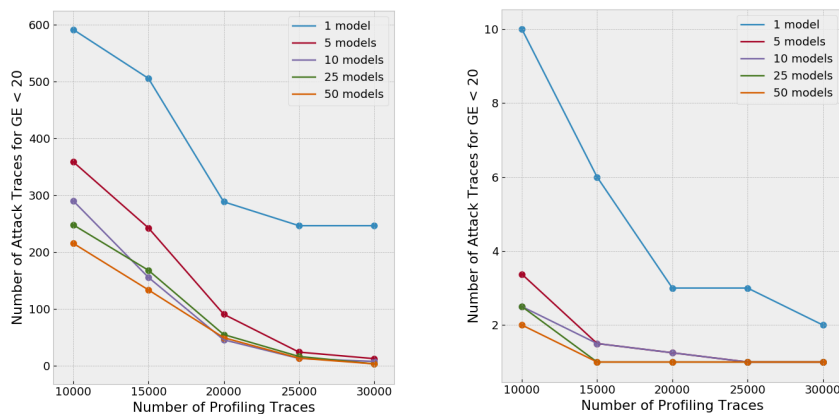 600
500
400
300
200
100
0
Number of Attack Traces for GE < 20
1 model
5 models
10 models
25 models
50 models
10000 15000 20000 25000 30000
Number of Profiling Traces
10
8
6
4
2
Number of Attack Traces for GE < 20
1 model
5 models
10 models
25 models
50 models
10000 15000 20000 25000 30000
Number of Profiling Traces